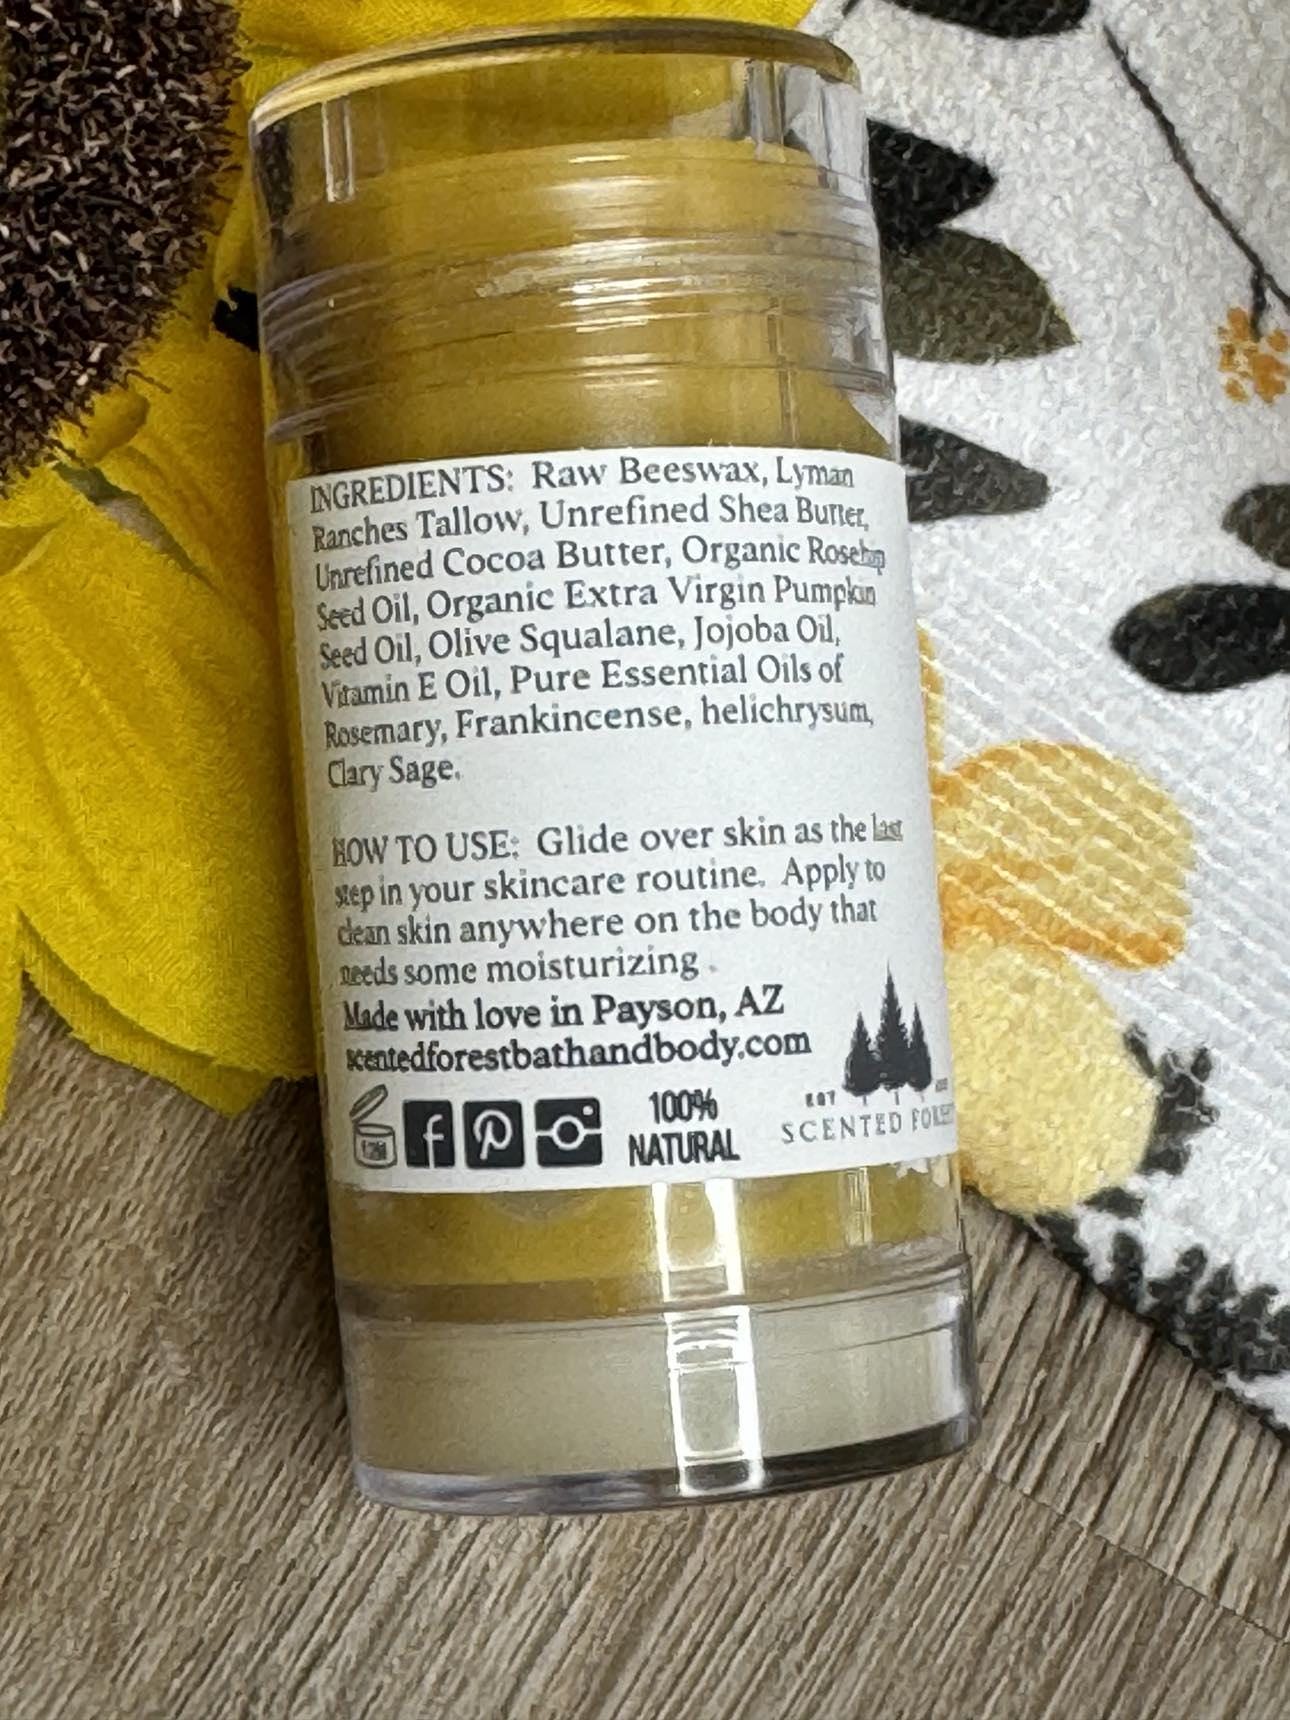 INGREDIENTS: Raw Beeswax, Lyman
Ranches Tallow, Unrefined Shea Butter,
Unrefined Cocoa Butter, Organic Rosehip
Seed Oil, Organic Extra Virgin Pumpkin
Seed Oil, Olive Squalane, Jojoba Oil,
Vitamin E Oil, Pure Essential Oils of
Rosemary, Frankincense, helichrysum,
Clary Sage.
HOW TO USE: Glide over skin as the last
step in your skincare routine. Apply to
clean skin anywhere on the body that
needs some moisturizing.
Made with love in Payson, AZ
scentedforestbathandbody.com
100%
NATURAL
EST
SCENTED FOREST